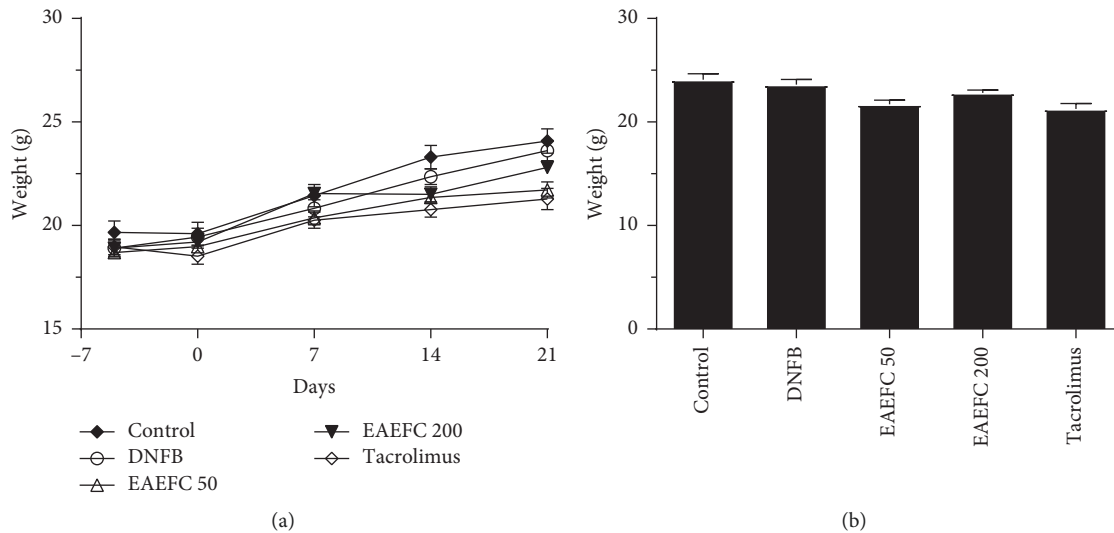 30
25
20
15
Weight (g)
−7
0
7
14
21
Days
Control
DNFB
EAEFC 50
EAEFC 200
Tacrolimus
(a)
30
20
10
0
Weight (g)
Control
DNFB
EAEFC 50
EAEFC 200
Tacrolimus
(b)